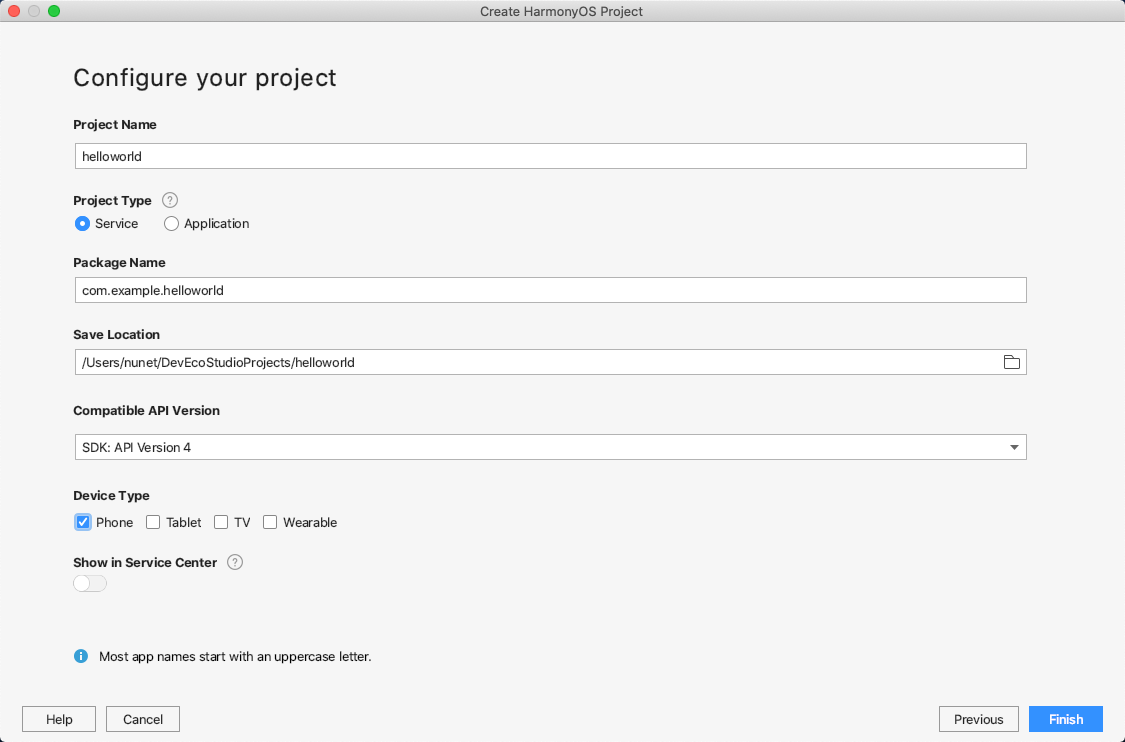 Create HarmonyOS Project
Configure your project
Project Name
helloworld
Project Type ?
Service Application
Package Name
com.example.helloworld
Save Location
/Users/nunet/DevEcoStudioProjects/helloworld
Compatible API Version
SDK: API Version 4
Device Type
Phone Tablet TV Wearable
Show in Service Center ?
Most app names start with an uppercase letter.
Help Cancel Previous Finish